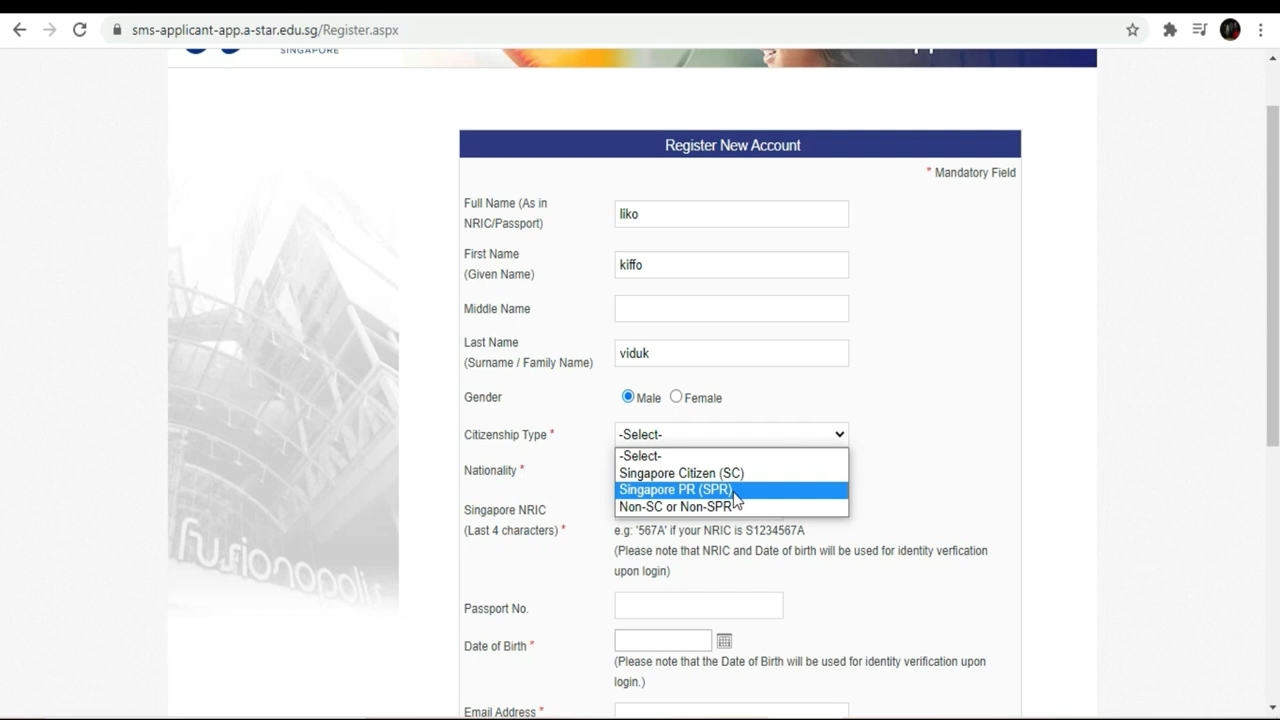 sms-applicant-app.a-star.edu.sg/Register.aspx
SINGAPORE
Register New Account
* Mandatory Field
Full Name (As in
NRIC/Passport)
liko
First Name
(Given Name)
kiffo
Middle Name
Last Name
(Surname / Family Name)
viduk
Gender
Male Female
Citizenship Type *
-Select-
-Select-
Singapore Citizen (SC)
Nationality *
Singapore PR (SPR)
Non-SC or Non-SPR
Singapore NRIC
(Last 4 characters) *
e.g: '567A' if your NRIC is S1234567A
(Please note that NRIC and Date of birth will be used for identity verfication
upon login)
Passport No.
Date of Birth *
(Please note that the Date of Birth will be used for identity verification upon
login.)
Email Address *
fusionopolis